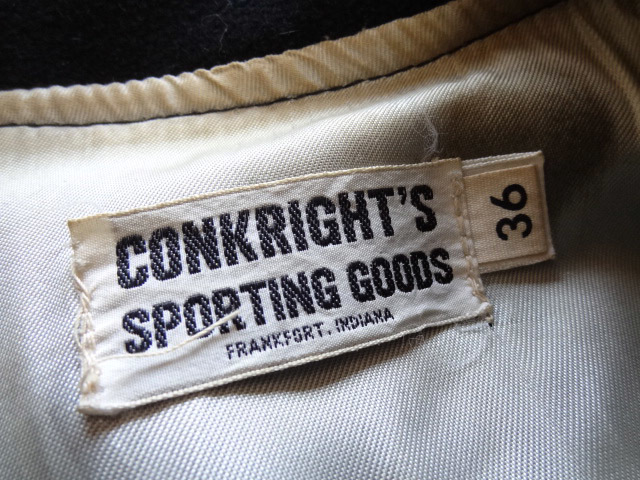 CONKRIGHT'S
SPORTING GOODS
FRANKFORT, INDIANA
36